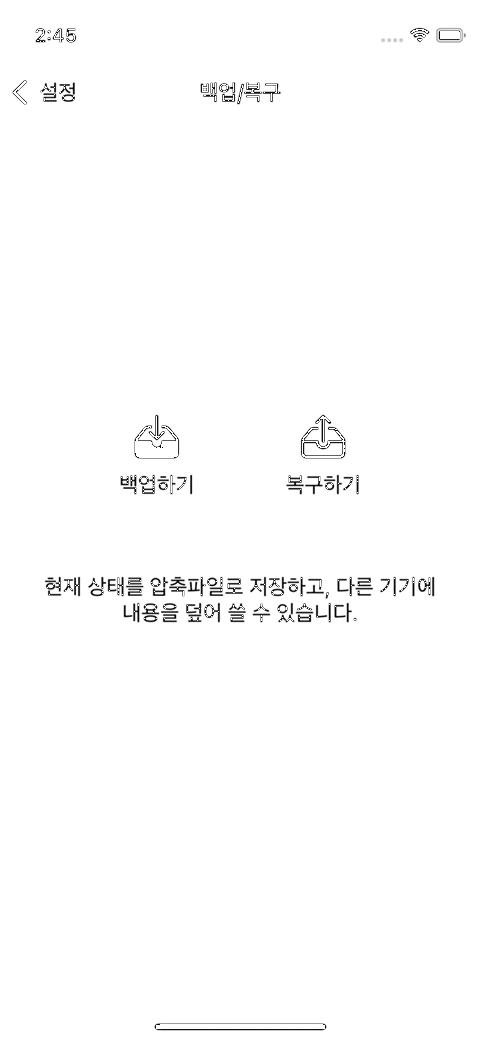 2:45
설정 백업/복구
백업하기 복구하기
현재 상태를 압축파일로 저장하고, 다른 기기에
내용을 덮어 쓸 수 있습니다.